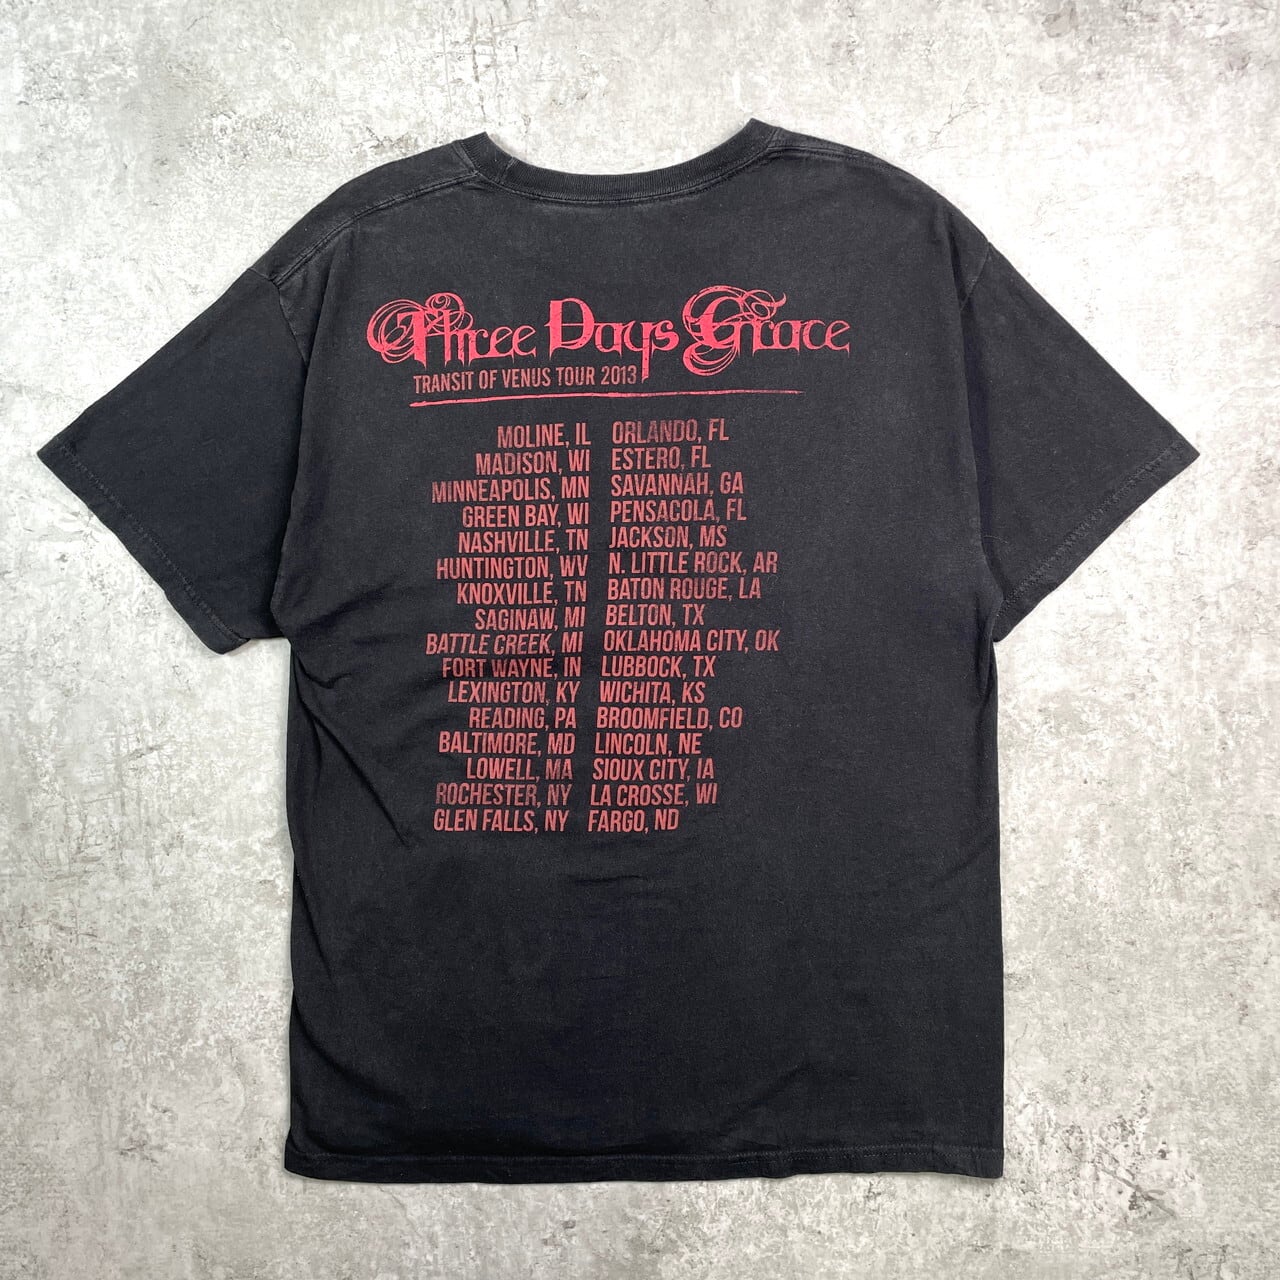 Three Days Grace
TRANSIT OF VENUS TOUR 2013
MOLINE, IL ORLANDO, FL
MADISON, WI ESTERO, FL
MINNEAPOLIS, MN SAVANNAH, GA
GREEN BAY, WI PENSACOLA, FL
NASHVILLE, TN JACKSON, MS
HUNTINGTON, WV N. LITTLE ROCK, AR
KNOXVILLE, TN BATON ROUGE, LA
SAGINAW, MI BELTON, TX
BATTLE CREEK, MI OKLAHOMA CITY, OK
FORT WAYNE, IN LUBBOCK, TX
LEXINGTON, KY WICHITA, KS
READING, PA BROOMFIELD, CO
BALTIMORE, MD LINCOLN, NE
LOWELL, MA SIOUX CITY, IA
ROCHESTER, NY LA CROSSE, WI
GLEN FALLS, NY FARGO, ND